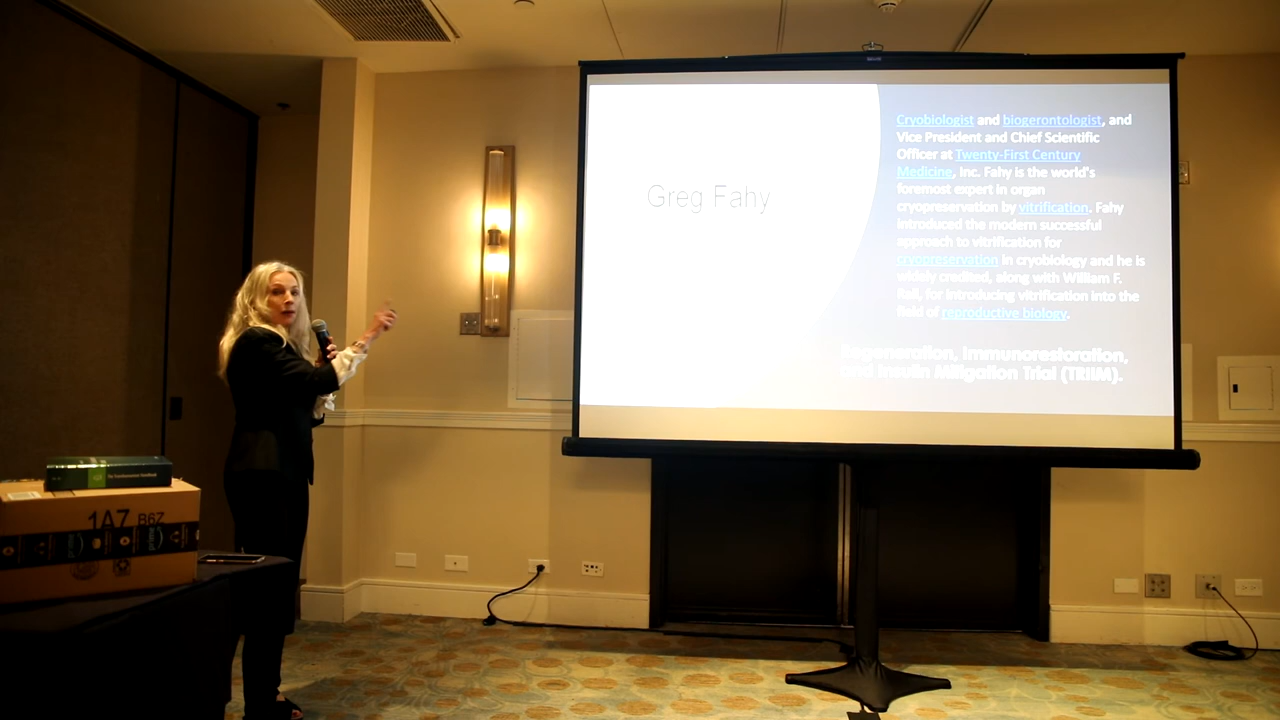 Greg Fahy
Cryobiologist and biogerontologist, and
Vice President and Chief Scientific
Officer at Twenty-First Century
Medicine, Inc. Fahy is the world's
foremost expert in organ
cryopreservation by vitrification. Fahy
introduced the modern successful
approach to vitrification for
cryopreservation in cryobiology and he is
widely credited, along with William F.
Rall, for introducing vitrification into the
field of reproductive biology.
Regeneration, Immunorestoration,
and Insulin Mitigation Trial (TRIIM).
1A7 B6Z
prime